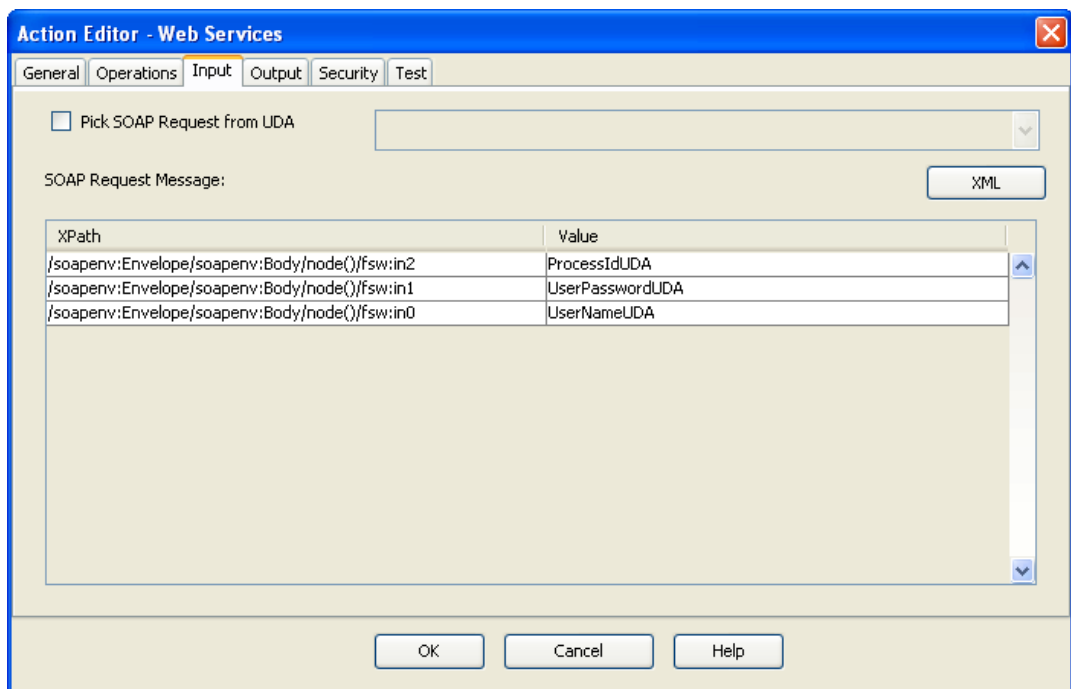 Action Editor - Web Services
General Operations Input Output Security Test
Pick SOAP Request from UDA
SOAP Request Message:
XML
XPath Value
/soapenv:Envelope/soapenv:Body/node()/fsw:in2 ProcessIdUDA
/soapenv:Envelope/soapenv:Body/node()/fsw:in1 UserPasswordUDA
/soapenv:Envelope/soapenv:Body/node()/fsw:in0 UserNameUDA
OK Cancel Help